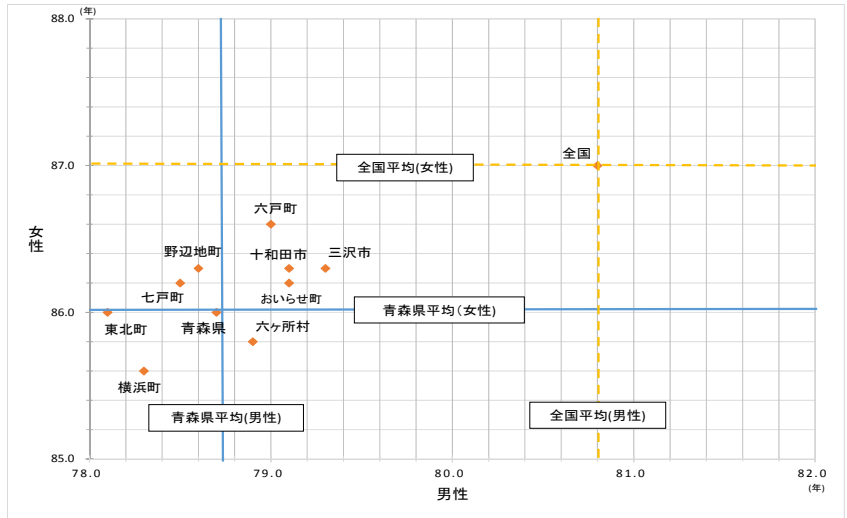 88.0
(年)
全国
87.0
全国平均(女性)
六戸町
女性
野辺地町
十和田市
三沢市
七戸町
おいらせ町
86.0
青森県平均(女性)
東北町
青森県
六ヶ所村
横浜町
青森県平均(男性)
全国平均(男性)
85.0
78.0
79.0
80.0
81.0
82.0
男性
(年)